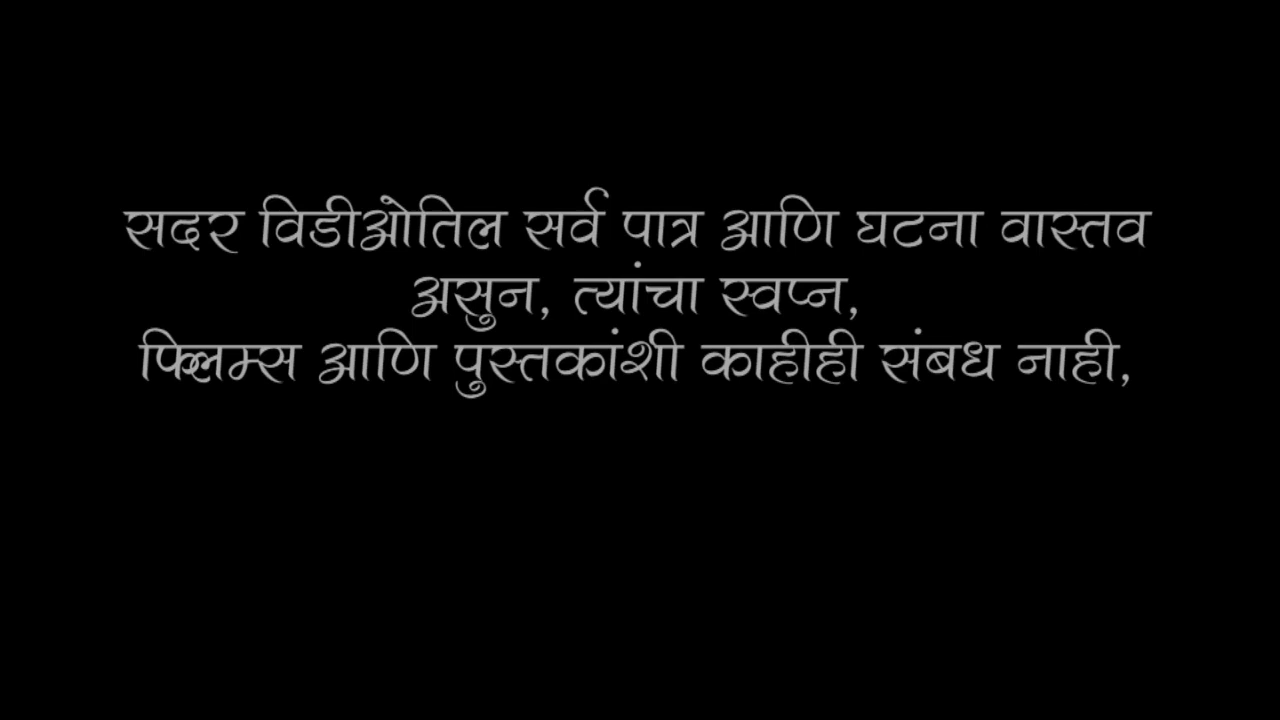 सदर विडीओतिल सर्व पात्र आणि घटना वास्तव
असुन, त्यांचा स्वप्न,
फिल्म्स आणि पुस्तकांशी काहीही संबध नाही,